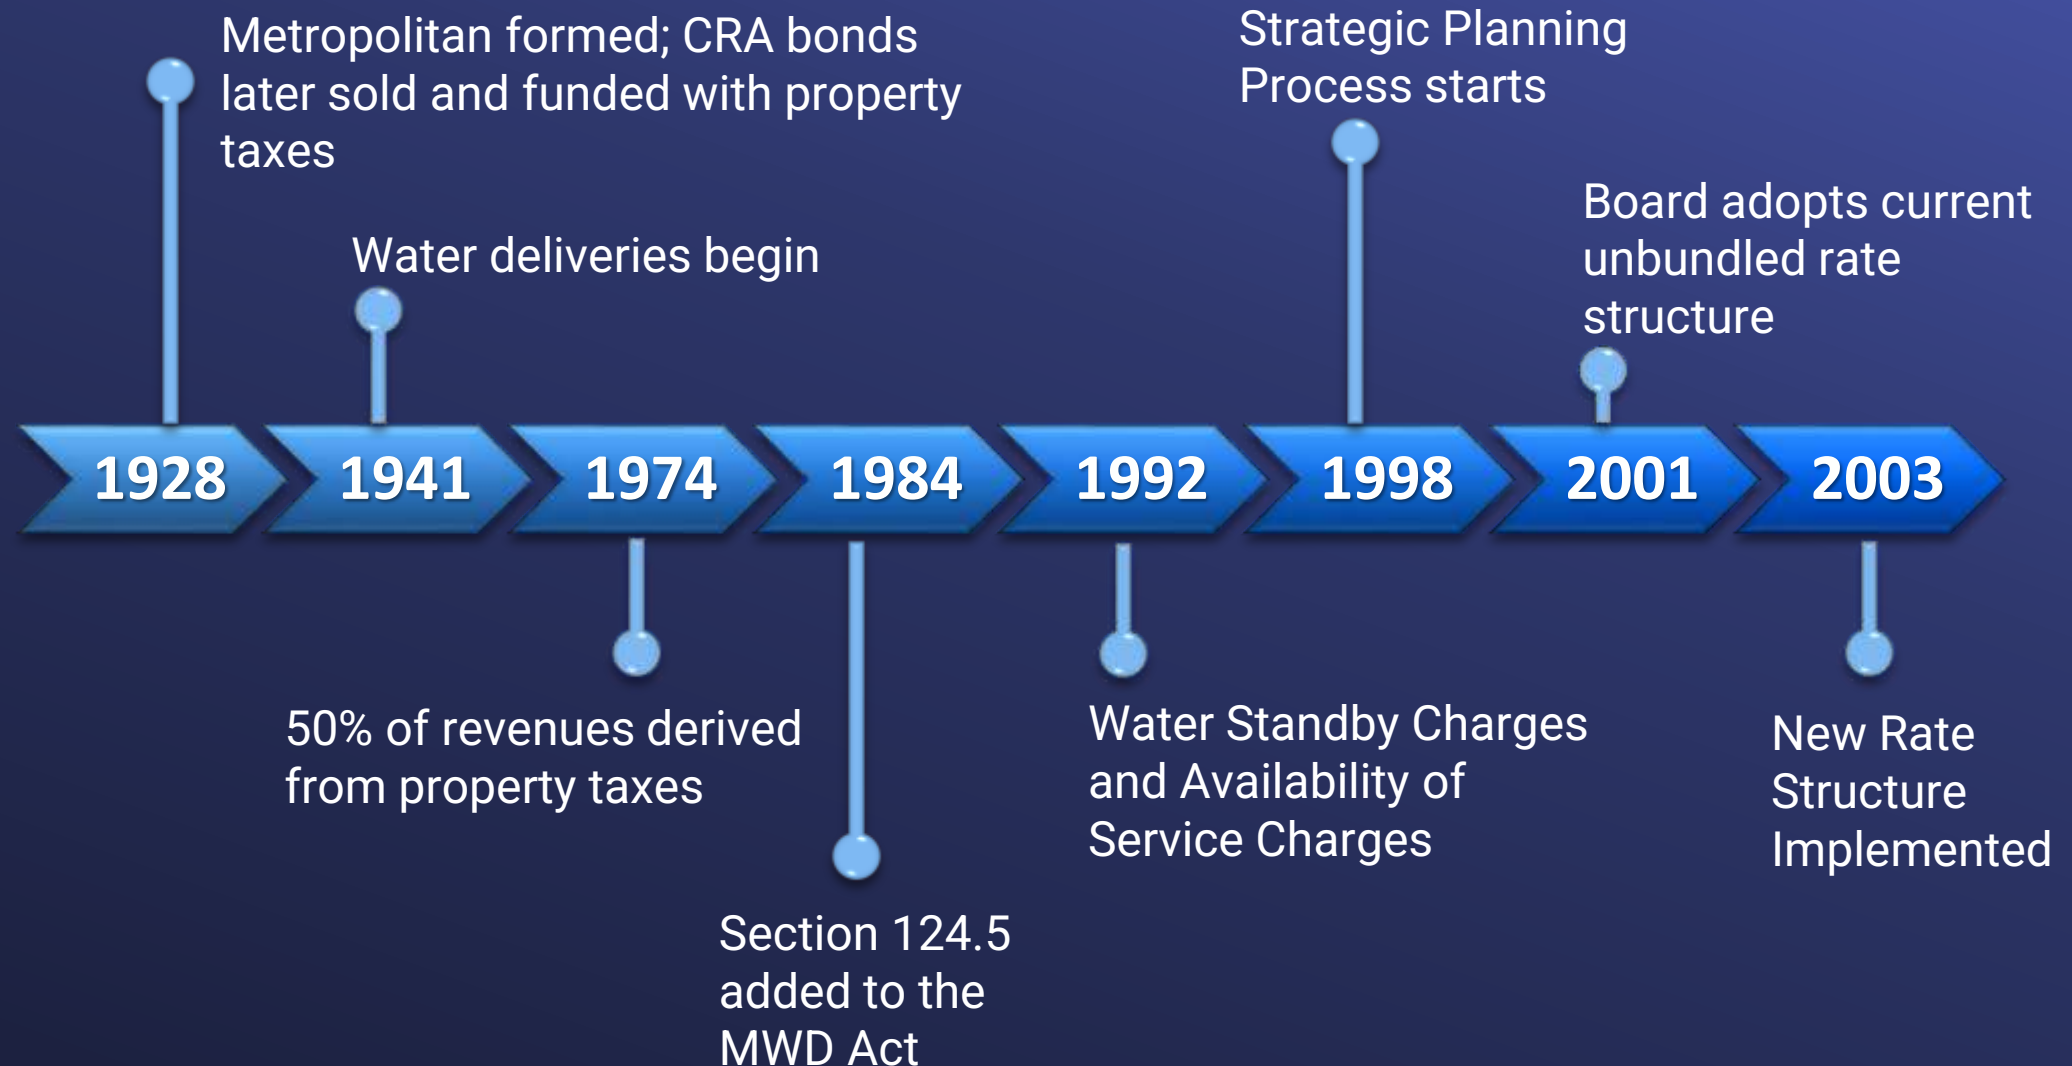 Metropolitan formed; CRA bonds
later sold and funded with property
taxes
Strategic Planning
Process starts
Water deliveries begin
Board adopts current
unbundled rate
structure
1928
1941
1974
1984
1992
1998
2001
2003
50% of revenues derived
from property taxes
Water Standby Charges
and Availability of
Service Charges
New Rate
Structure
Implemented
Section 124.5
added to the
MWD Act